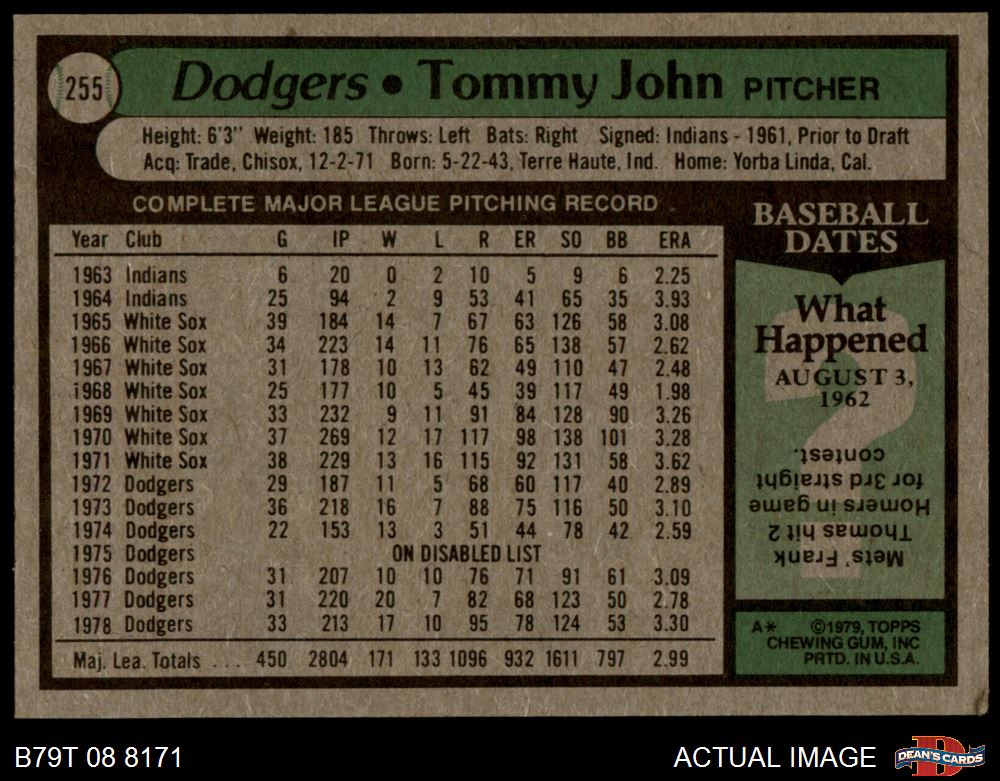 255
Dodgers • Tommy John PITCHER
Height: 6'3" Weight: 185 Throws: Left Bats: Right Signed: Indians - 1961, Prior to Draft
Acq: Trade, Chisox, 12-2-71 Born: 5-22-43, Terre Haute, Ind. Home: Yorba Linda, Cal.
COMPLETE MAJOR LEAGUE PITCHING RECORD
Year Club G IP W L R ER SO BB ERA
1963 Indians 6 20 0 2 10 5 9 6 2.25
1964 Indians 25 94 2 9 53 41 65 35 3.93
1965 White Sox 39 184 14 7 67 63 126 58 3.08
1966 White Sox 34 223 14 11 76 65 138 57 2.62
1967 White Sox 31 178 10 13 62 49 110 47 2.48
1968 White Sox 25 177 10 5 45 39 117 49 1.98
1969 White Sox 33 232 9 11 91 84 128 90 3.26
1970 White Sox 37 269 12 17 117 98 138 101 3.28
1971 White Sox 38 229 13 16 115 92 131 58 3.62
1972 Dodgers 29 187 11 5 68 60 117 40 2.89
1973 Dodgers 36 218 16 7 88 75 116 50 3.10
1974 Dodgers 22 153 13 3 51 44 78 42 2.59
1975 Dodgers ON DISABLED LIST
1976 Dodgers 31 207 10 10 76 71 91 61 3.09
1977 Dodgers 31 220 20 7 82 68 123 50 2.78
1978 Dodgers 33 213 17 10 95 78 124 53 3.30
Maj. Lea. Totals ... 450 2804 171 133 1096 932 1611 797 2.99
BASEBALL
DATES
What
Happened
AUGUST 3,
1962
?
Mets' Frank
Thomas hit 2
Homers in game
for 3rd straight
contest.
A* ©1979, TOPPS
CHEWING GUM, INC
PRTD. IN U.S.A.
B79T 08 8171
ACTUAL IMAGE
D
DEAN'S CARDS